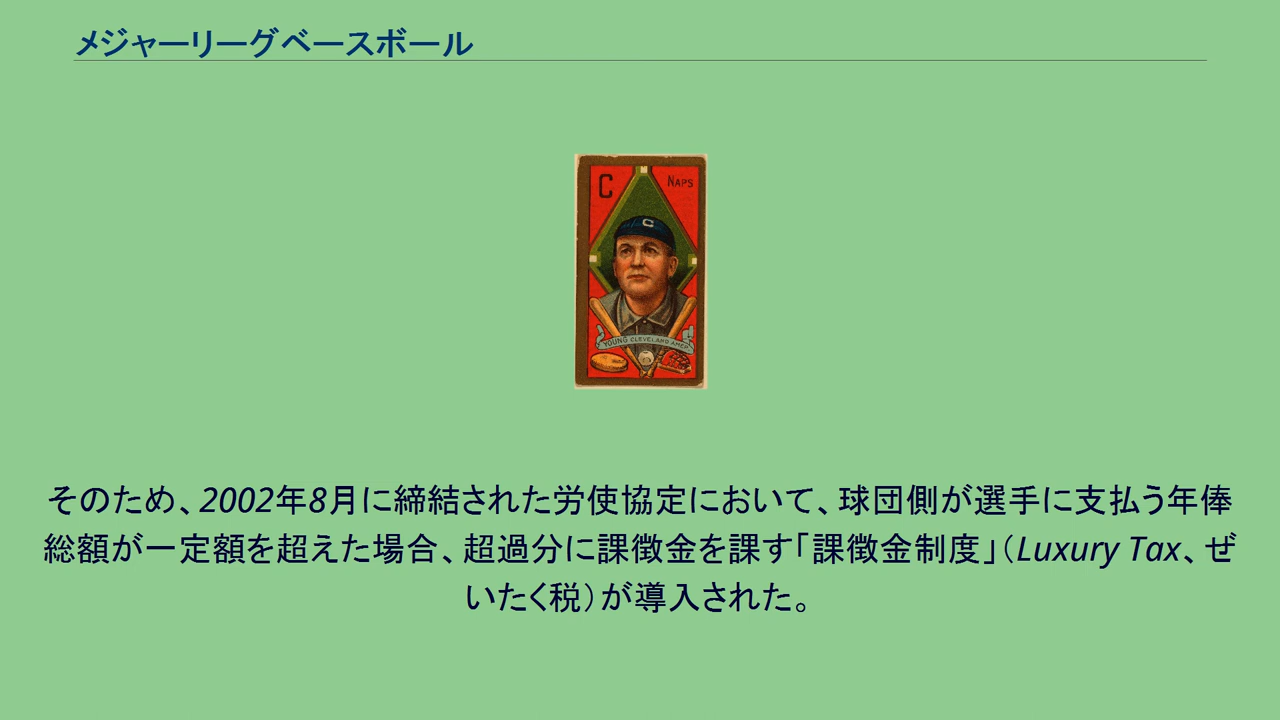 メジャーリーグベースボール
C
NAPS
C
YOUNG CLEVELAND AMER.
そのため、2002年8月に締結された労使協定において、球団側が選手に支払う年俸
総額が一定額を超えた場合、超過分に課徴金を課す「課徴金制度」（Luxury Tax、ぜ
いたく税）が導入された。